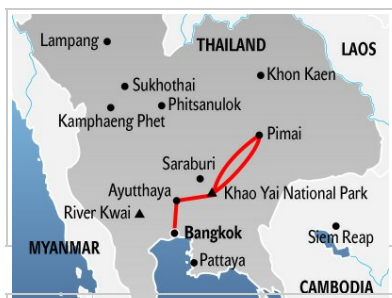 Lampang
THAILAND
LAOS
Khon Kaen
Sukhothai
Phitsanulok
Kamphaeng Phet
Pimai
Saraburi
Ayutthaya
Khao Yai National Park
River Kwai
Bangkok
Siem Reap
MYANMAR
Pattaya
CAMBODIA